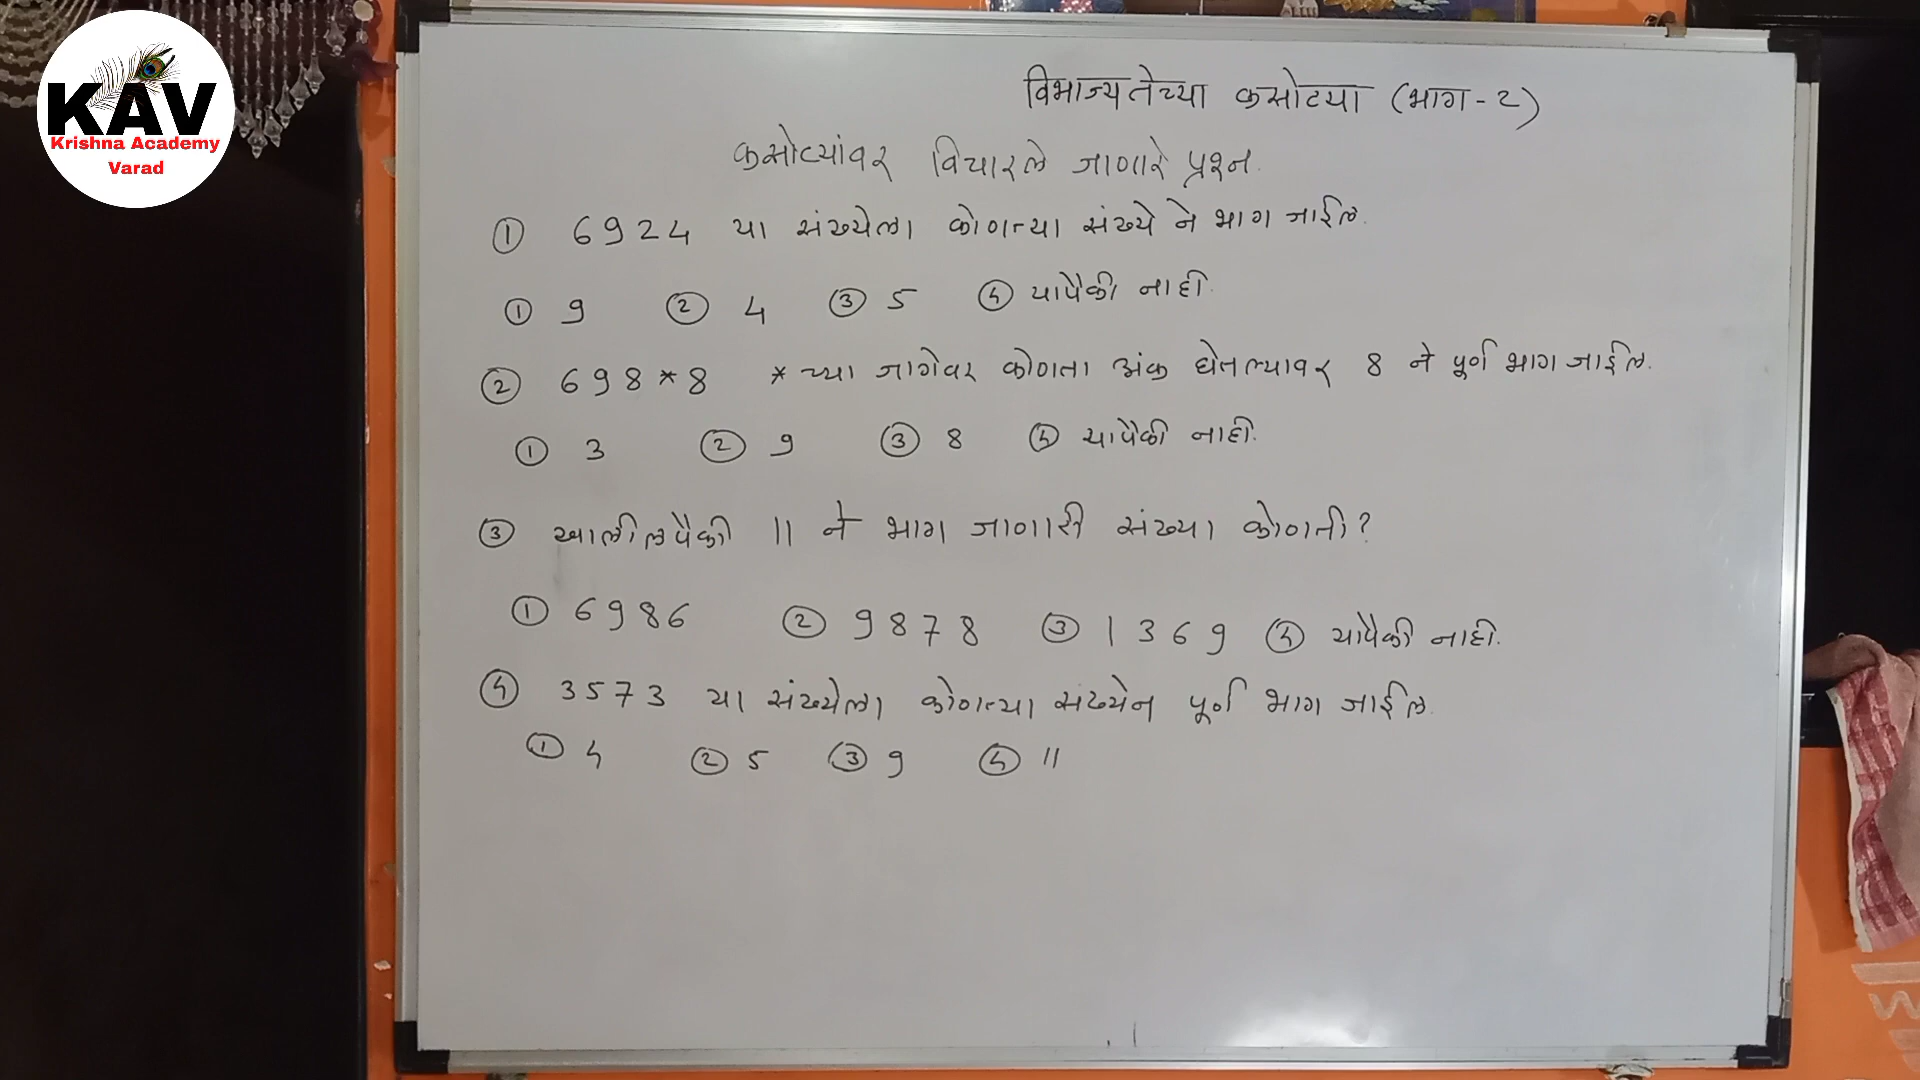 KAV
Krishna Academy
Varad
विभाज्यतेच्या कसोटया (भाग-२)
कसोट्यांवर विचारले जाणारे प्रश्न.
① 6924 या संख्येला कोणत्या संख्ये ने भाग जाईल.
① 9 ② 4 ③ 5 ④ यापैकी नाही.
② 698*8 *च्या जागेवर कोणता अंक घेतल्यावर 8 ने पूर्ण भाग जाईल.
① 3 ② 9 ③ 8 ④ यापैकी नाही.
③ खालीलपैकी 11 ने भाग जाणारी संख्या कोणती?
① 6986 ② 9878 ③ 1369 ④ यापैकी नाही.
④ 3573 या संख्येला कोणत्या संख्येन पूर्ण भाग जाईल.
① 4 ② 5 ③ 9 ④ 11